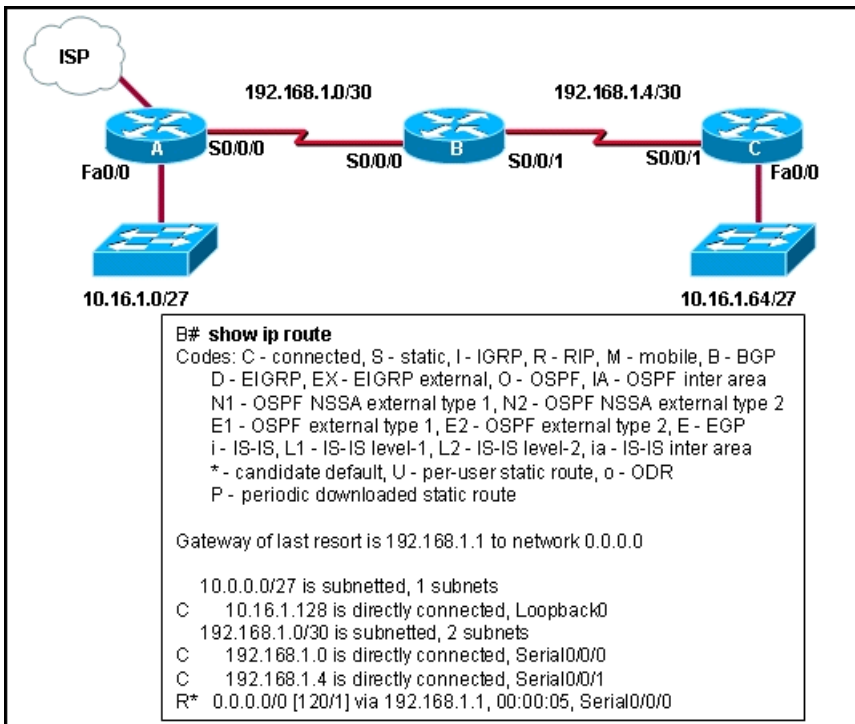 ISP
192.168.1.0/30
192.168.1.4/30
A
B
C
S0/0/0
S0/0/0
S0/0/1
S0/0/1
Fa0/0
Fa0/0
10.16.1.0/27
10.16.1.64/27
B# show ip route
Codes: C - connected, S - static, I - IGRP, R - RIP, M - mobile, B - BGP
D - EIGRP, EX - EIGRP external, O - OSPF, IA - OSPF inter area
N1 - OSPF NSSA external type 1, N2 - OSPF NSSA external type 2
E1 - OSPF external type 1, E2 - OSPF external type 2, E - EGP
i - IS-IS, L1 - IS-IS level-1, L2 - IS-IS level-2, ia - IS-IS inter area
* - candidate default, U - per-user static route, o - ODR
P - periodic downloaded static route
Gateway of last resort is 192.168.1.1 to network 0.0.0.0
10.0.0.0/27 is subnetted, 1 subnets
C 10.16.1.128 is directly connected, Loopback0
192.168.1.0/30 is subnetted, 2 subnets
C 192.168.1.0 is directly connected, Serial0/0/0
C 192.168.1.4 is directly connected, Serial0/0/1
R* 0.0.0.0/0 [120/1] via 192.168.1.1, 00:00:05, Serial0/0/0